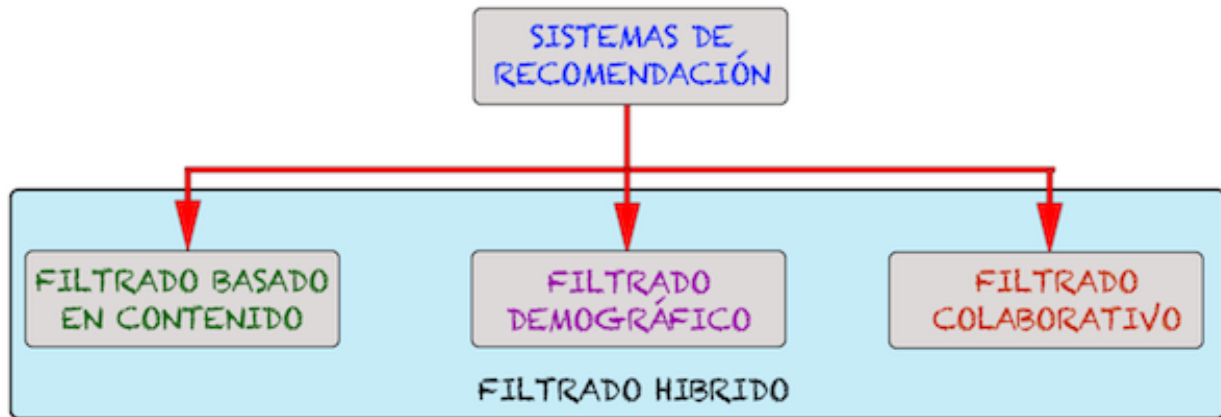 SISTEMAS DE
RECOMENDACIÓN
FILTRADO BASADO
EN CONTENIDO
FILTRADO
DEMOGRÁFICO
FILTRADO
COLABORATIVO
FILTRADO HIBRIDO